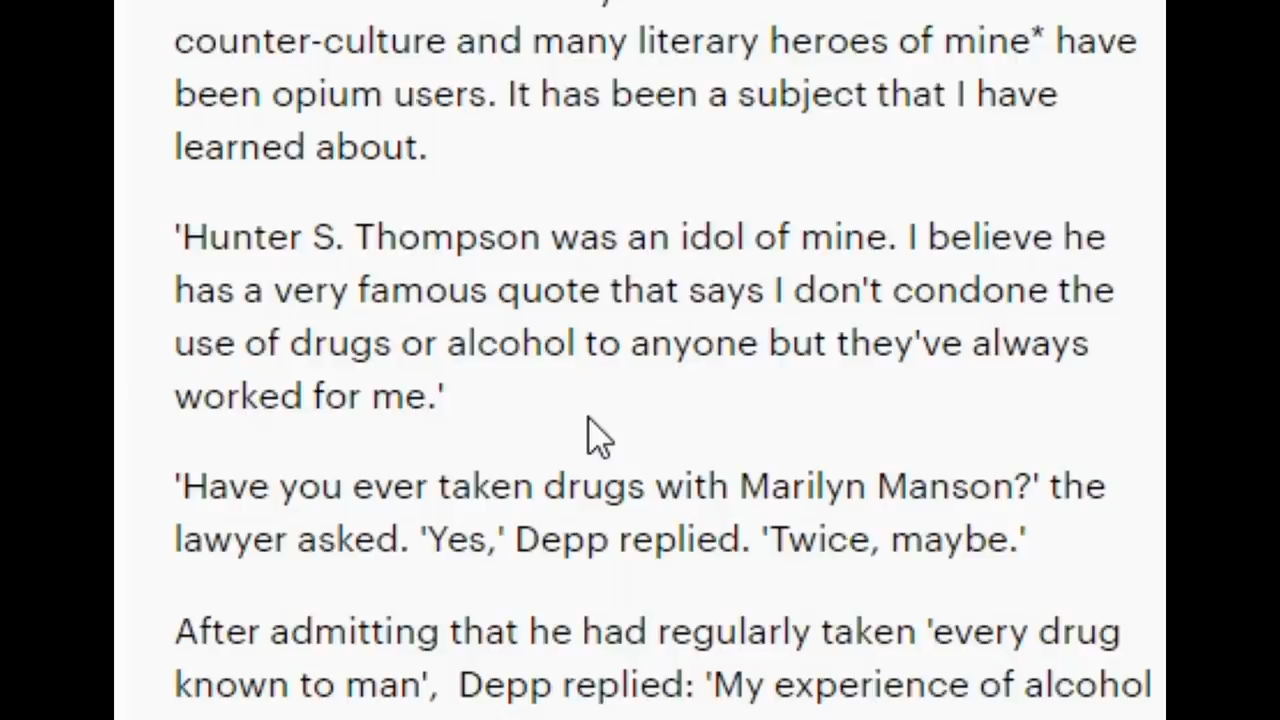 counter-culture and many literary heroes of mine* have
been opium users. It has been a subject that I have
learned about.
'Hunter S. Thompson was an idol of mine. I believe he
has a very famous quote that says I don't condone the
use of drugs or alcohol to anyone but they've always
worked for me.'
'Have you ever taken drugs with Marilyn Manson?' the
lawyer asked. 'Yes,' Depp replied. 'Twice, maybe.'
After admitting that he had regularly taken 'every drug
known to man',  Depp replied: 'My experience of alcohol